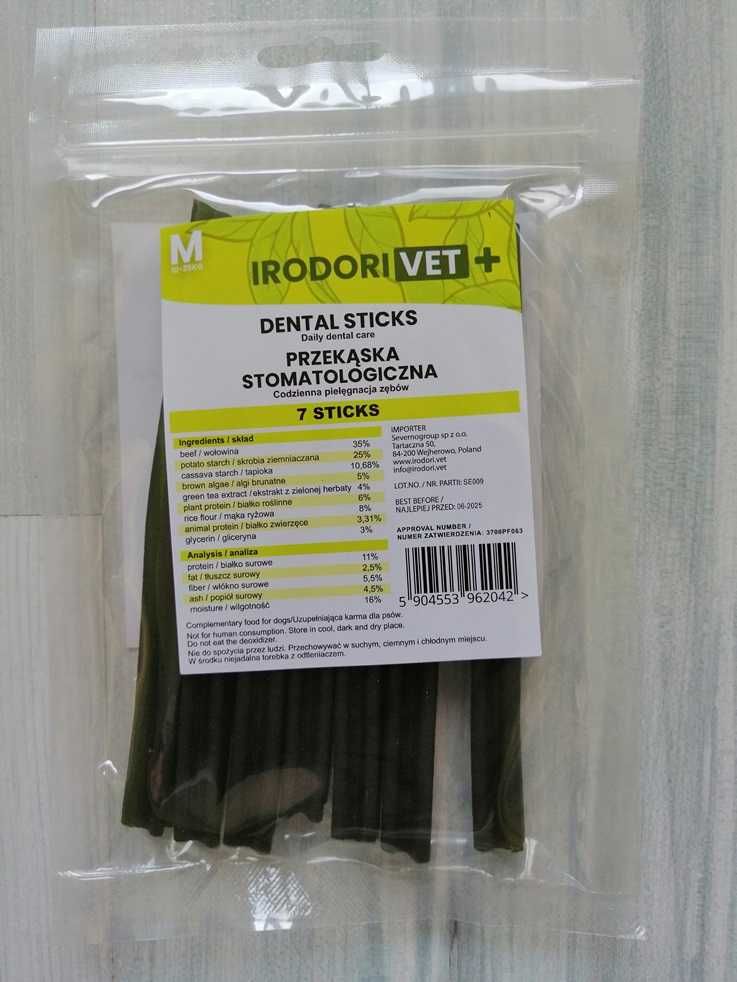 M
10-25KG
IRODORI VET +
DENTAL STICKS
Daily dental care
PRZEKĄSKA
STOMATOLOGICZNA
Codzienna pielęgnacja zębów
7 STICKS
Ingredients / skład
beef / wołowina 35%
potato starch / skrobia ziemniaczana 25%
cassava starch / tapioka 10,68%
brown algae / algi brunatne 5%
green tea extract / ekstrakt z zielonej herbaty 4%
plant protein / białko roślinne 6%
rice flour / mąka ryżowa 8%
animal protein / białko zwierzęce 3,31%
glycerin / gliceryna 3%
Analysis / analiza
protein / białko surowe 11%
fat / tłuszcz surowy 2,5%
fiber / włókno surowe 5,5%
ash / popiół surowy 4,5%
moisture / wilgotność 16%
IMPORTER
Severnogroup sp z o.o.
Tartaczna 50,
84-200 Wejherowo, Poland
www.irodori.vet
info@irodori.vet
LOT.NO. / NR. PARTII: SE009
BEST BEFORE /
NAJLEPIEJ PRZED: 06-2025
APPROVAL NUMBER /
NUMER ZATWIERDZENIA: 3700PF063
5 904553 962042 >
Complementary food for dogs/Uzupełniająca karma dla psów.
Not for human consumption. Store in cool, dark and dry place.
Do not eat the deoxidizer.
Nie do spożycia przez ludzi. Przechowywać w suchym, ciemnym i chłodnym miejscu.
W środku niejadalna torebka z odtleniaczem.